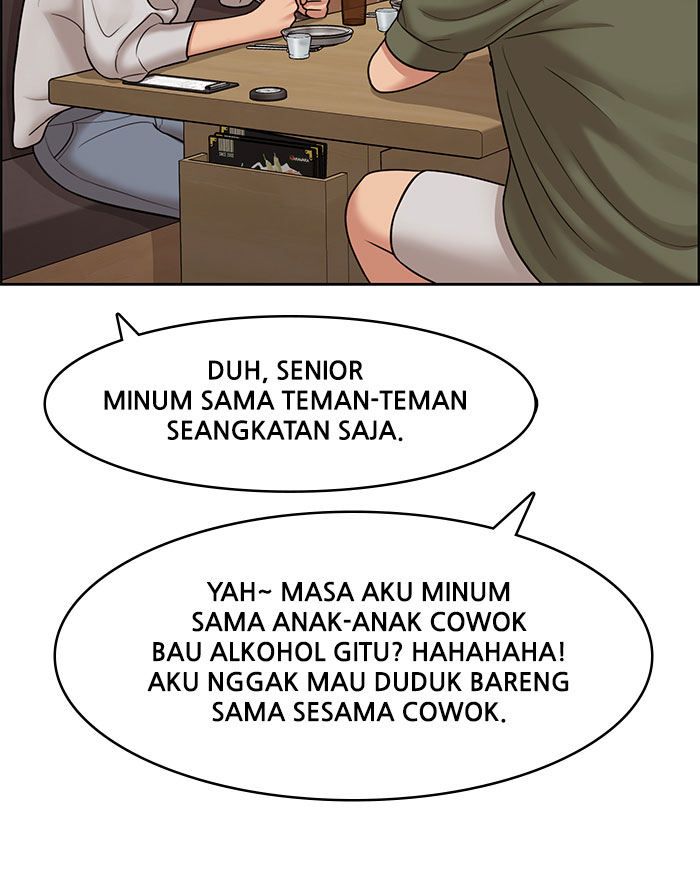 DUH, SENIOR
MINUM SAMA TEMAN-TEMAN
SEANGKATAN SAJA.
YAH~ MASA AKU MINUM
SAMA ANAK-ANAK COWOK
BAU ALKOHOL GITU? HAHAHAHA!
AKU NGGAK MAU DUDUK BARENG
SAMA SESAMA COWOK.